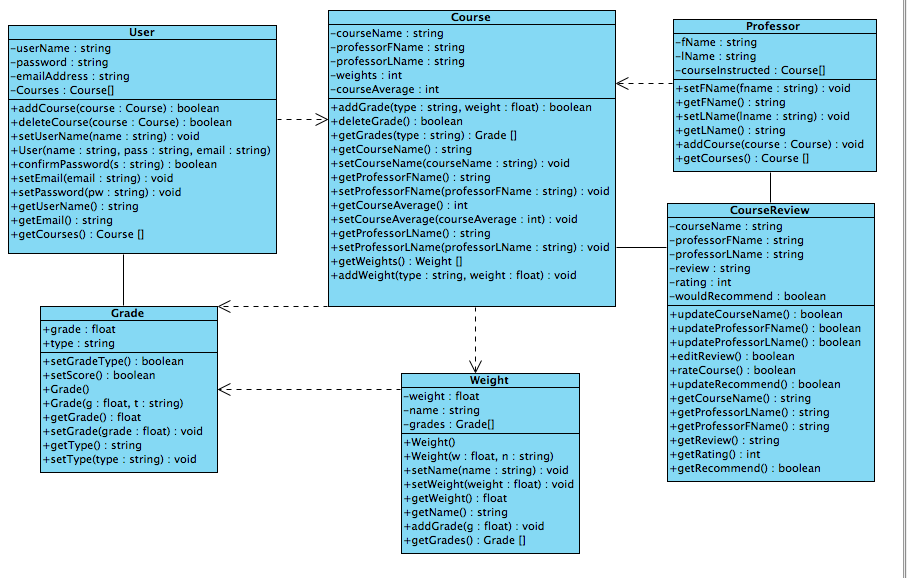 User
-userName : string
-password : string
-emailAddress : string
-Courses : Course[]
+addCourse(course : Course) : boolean
+deleteCourse(course : Course) : boolean
+setUserName(name : string) : void
+User(name : string, pass : string, email : string)
+confirmPassword(s : string) : boolean
+setEmail(email : string) : void
+setPassword(pw : string) : void
+getUserName() : string
+getEmail() : string
+getCourses() : Course []
Course
-courseName : string
-professorFName : string
-professorLName : string
-weights : int
-courseAverage : int
+addGrade(type : string, weight : float) : boolean
+deleteGrade() : boolean
+getGrades(type : string) : Grade []
+getCourseName() : string
+setCourseName(courseName : string) : void
+getProfessorFName() : string
+setProfessorFName(professorFName : string) : void
+getCourseAverage() : int
+setCourseAverage(courseAverage : int) : void
+getProfessorLName() : string
+setProfessorLName(professorLName : string) : void
+getWeights() : Weight []
+addWeight(type : string, weight : float) : void
Professor
-fName : string
-lName : string
-courseInstructed : Course[]
+setFName(fname : string) : void
+getFName() : string
+setLName(lname : string) : void
+getLName() : string
+addCourse(course : Course) : void
+getCourses() : Course []
CourseReview
-courseName : string
-professorFName : string
-professorLName : string
-review : string
-rating : int
-wouldRecommend : boolean
+updateCourseName() : boolean
+updateProfessorFName() : boolean
+updateProfessorLName() : boolean
+editReview() : boolean
+rateCourse() : boolean
+updateRecommend() : boolean
+getCourseName() : string
+getProfessorLName() : string
+getProfessorFName() : string
+getReview() : string
+getRating() : int
+getRecommend() : boolean
Grade
+grade : float
+type : string
+setGradeType() : boolean
+setScore() : boolean
+Grade()
+Grade(g : float, t : string)
+getGrade() : float
+setGrade(grade : float) : void
+getType() : string
+setType(type : string) : void
Weight
-weight : float
-name : string
-grades : Grade[]
+Weight()
+Weight(w : float, n : string)
+setName(name : string) : void
+setWeight(weight : float) : void
+getWeight() : float
+getName() : string
+addGrade(g : float) : void
+getGrades() : Grade []